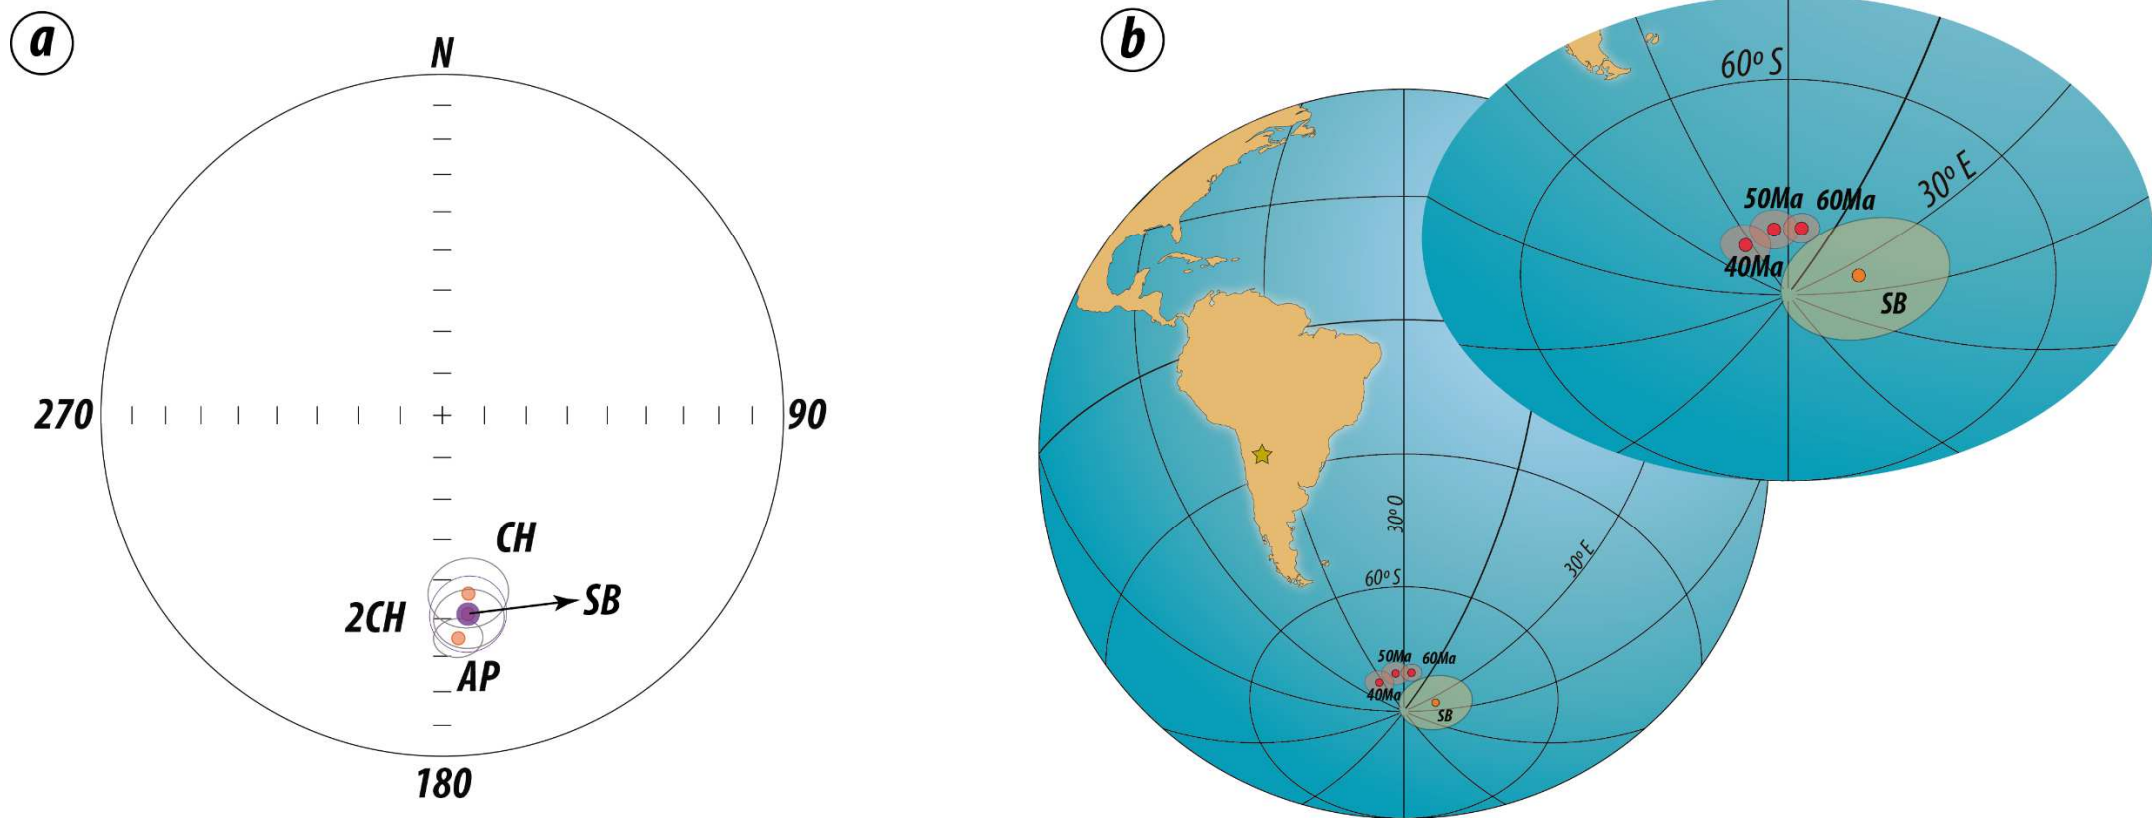 a
N
270
90
CH
SB
2CH
AP
180
b
60º S
30º E
50Ma
60Ma
40Ma
SB
30º O
30º E
60º S
50Ma
60Ma
40Ma
SB